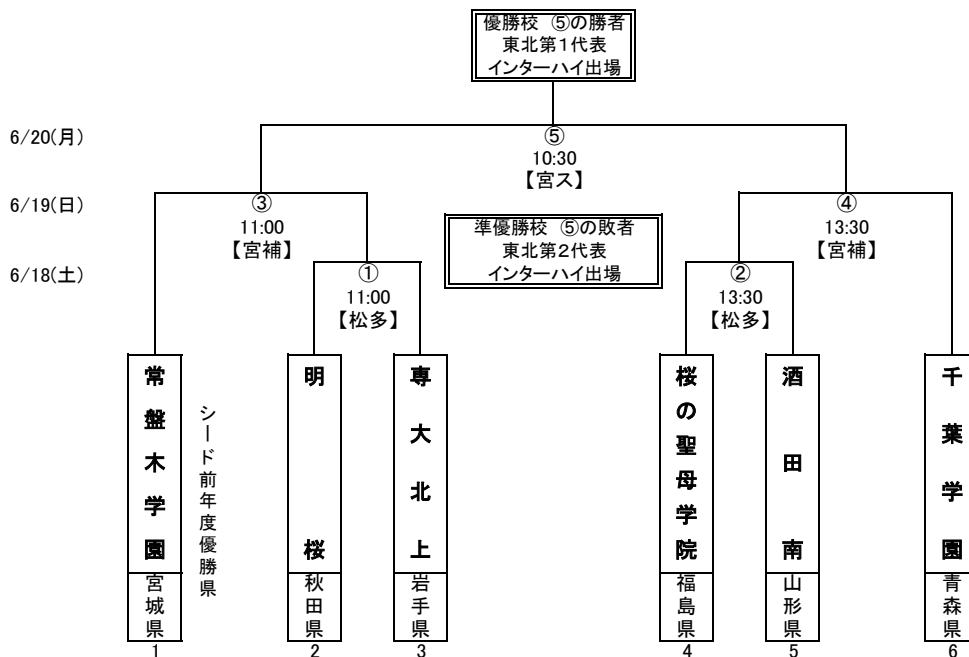 優勝校 ⑤の勝者
東北第1代表
インターハイ出場
6/20(月)
⑤
10:30
【宮ス】
6/19(日)
③
11:00
【宮補】
④
13:30
【宮補】
準優勝校 ⑤の敗者
東北第2代表
インターハイ出場
6/18(土)
①
11:00
【松多】
②
13:30
【松多】
常盤木学園
宮城県
1
シード前年度優勝県
明桜
秋田県
2
専大北上
岩手県
3
桜の聖母学院
福島県
4
酒田南
山形県
5
千葉学園
青森県
6